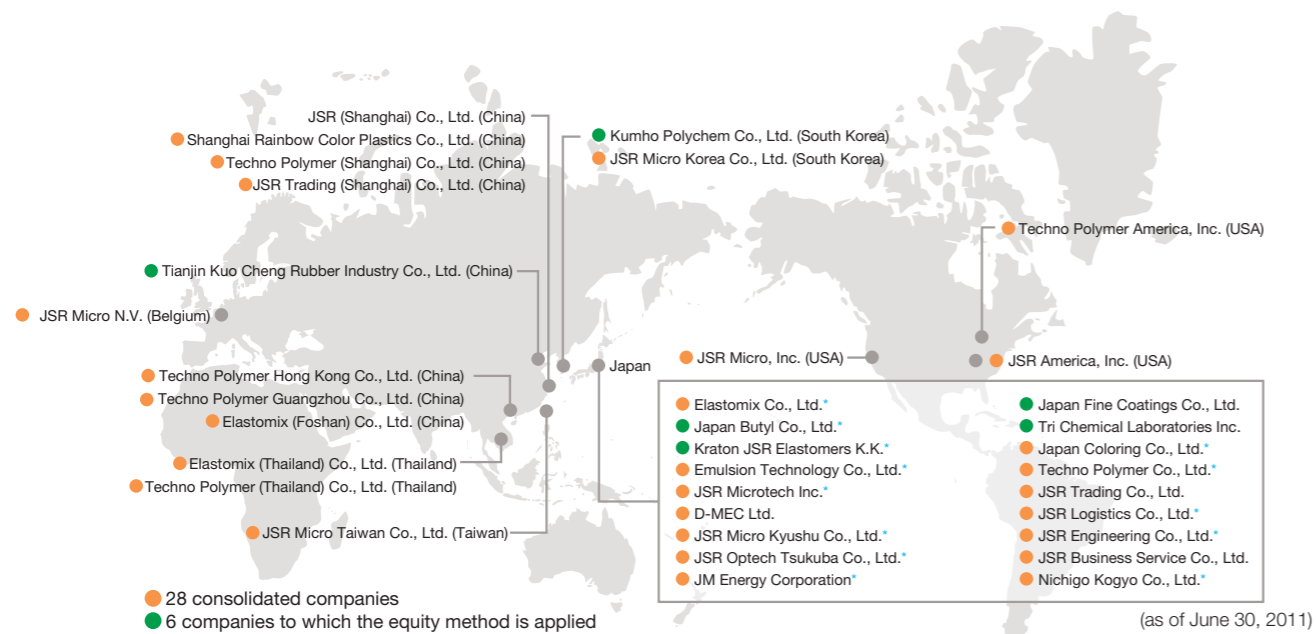 JSR (Shanghai) Co., Ltd. (China)
Shanghai Rainbow Color Plastics Co., Ltd. (China)
Techno Polymer (Shanghai) Co., Ltd. (China)
JSR Trading (Shanghai) Co., Ltd. (China)
Kumho Polychem Co., Ltd. (South Korea)
JSR Micro Korea Co., Ltd. (South Korea)
Techno Polymer America, Inc. (USA)
Tianjin Kuo Cheng Rubber Industry Co., Ltd. (China)
JSR Micro N.V. (Belgium)
Japan
JSR Micro, Inc. (USA)
JSR America, Inc. (USA)
Techno Polymer Hong Kong Co., Ltd. (China)
Techno Polymer Guangzhou Co., Ltd. (China)
Elastomix (Foshan) Co., Ltd. (China)
Elastomix (Thailand) Co., Ltd. (Thailand)
Techno Polymer (Thailand) Co., Ltd. (Thailand)
JSR Micro Taiwan Co., Ltd. (Taiwan)
Elastomix Co., Ltd.*
Japan Butyl Co., Ltd.*
Kraton JSR Elastomers K.K.*
Emulsion Technology Co., Ltd.*
JSR Microtech Inc.*
D-MEC Ltd.
JSR Micro Kyushu Co., Ltd.*
JSR Optech Tsukuba Co., Ltd.*
JM Energy Corporation*
Japan Fine Coatings Co., Ltd.
Tri Chemical Laboratories Inc.
Japan Coloring Co., Ltd.*
Techno Polymer Co., Ltd.*
JSR Trading Co., Ltd.
JSR Logistics Co., Ltd.*
JSR Engineering Co., Ltd.*
JSR Business Service Co., Ltd.
Nichigo Kogyo Co., Ltd.*
28 consolidated companies
6 companies to which the equity method is applied
(as of June 30, 2011)